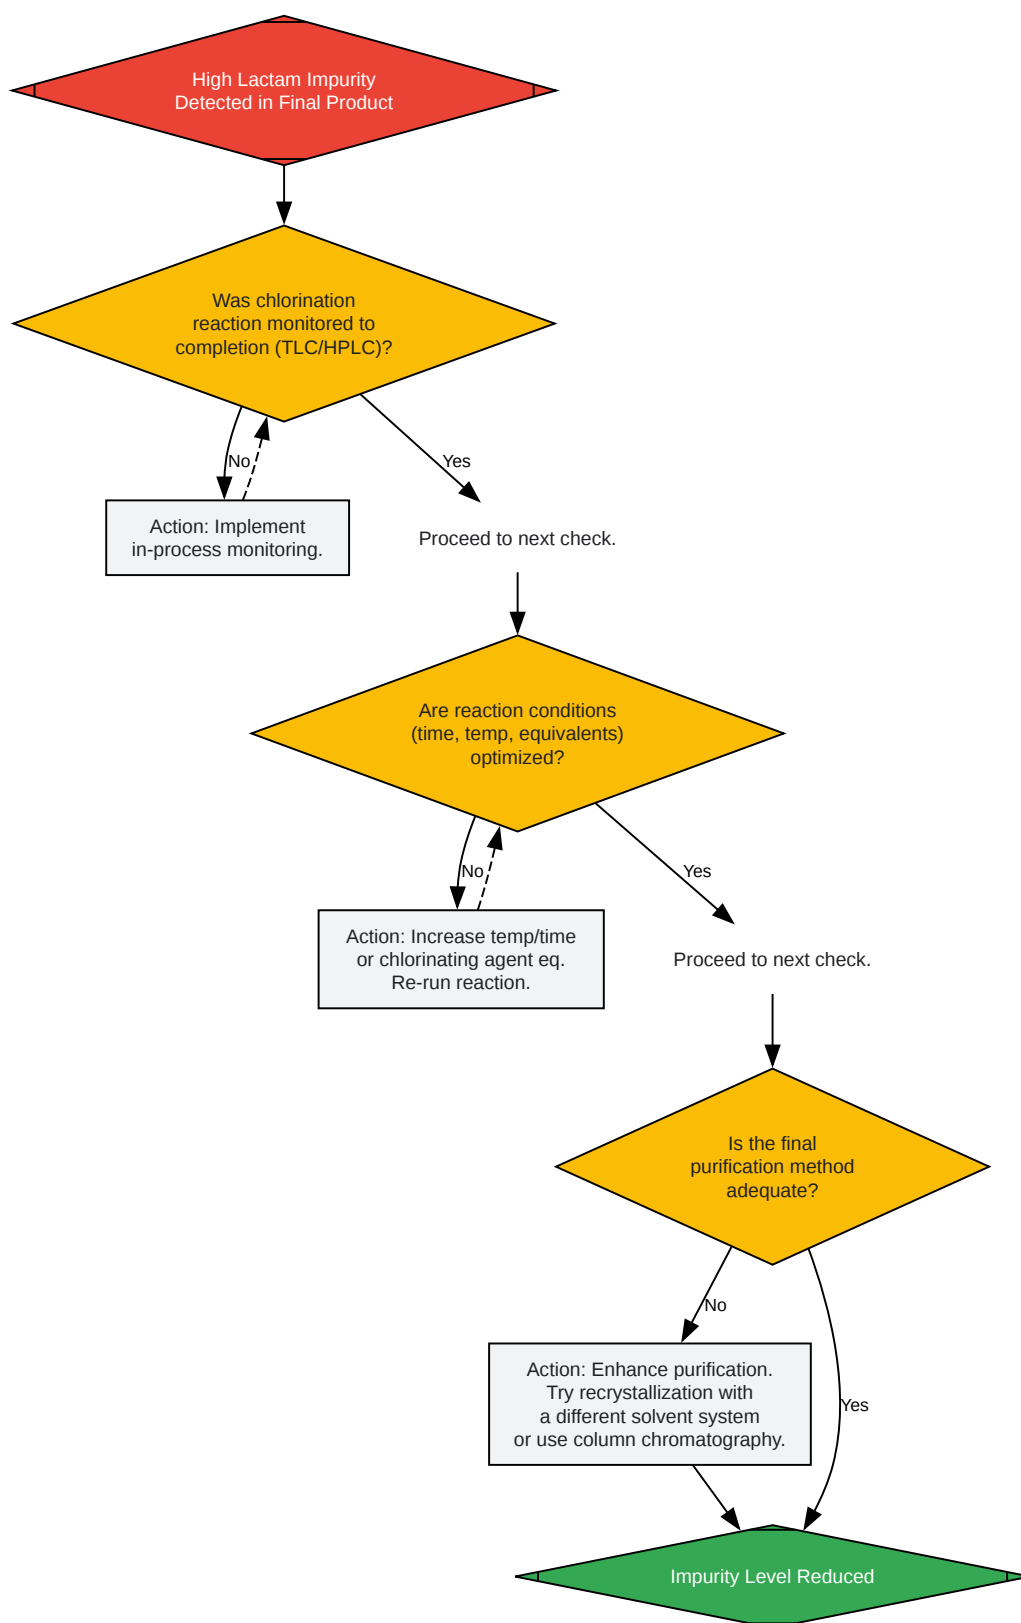 High Lactam Impurity
Detected in Final Product
Was chlorination
reaction monitored to
completion (TLC/HPLC)?
No
Yes
Action: Implement
in-process monitoring.
Proceed to next check.
Are reaction conditions
(time, temp, equivalents)
optimized?
No
Yes
Action: Increase temp/time
or chlorinating agent eq.
Re-run reaction.
Proceed to next check.
Is the final
purification method
adequate?
No
Action: Enhance purification.
Try recrystallization with
a different solvent system
or use column chromatography.
Yes
Impurity Level Reduced